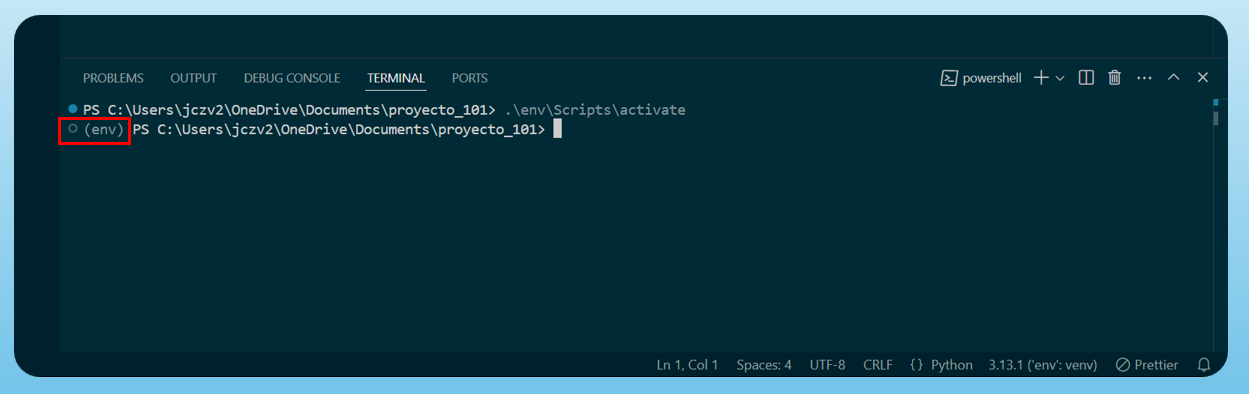 PROBLEMS OUTPUT DEBUG CONSOLE TERMINAL PORTS powershell
PS C:\Users\jczv2\OneDrive\Documents\proyecto_101> .\env\Scripts\activate
(env) PS C:\Users\jczv2\OneDrive\Documents\proyecto_101>
Ln 1, Col 1 Spaces: 4 UTF-8 CRLF {} Python 3.13.1 ('env': venv) Prettier